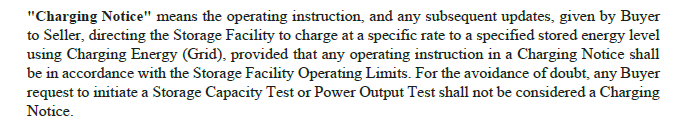 "Charging Notice" means the operating instruction, and any subsequent updates, given by Buyer
to Seller, directing the Storage Facility to charge at a specific rate to a specified stored energy level
using Charging Energy (Grid), provided that any operating instruction in a Charging Notice shall
be in accordance with the Storage Facility Operating Limits. For the avoidance of doubt, any Buyer
request to initiate a Storage Capacity Test or Power Output Test shall not be considered a Charging
Notice.